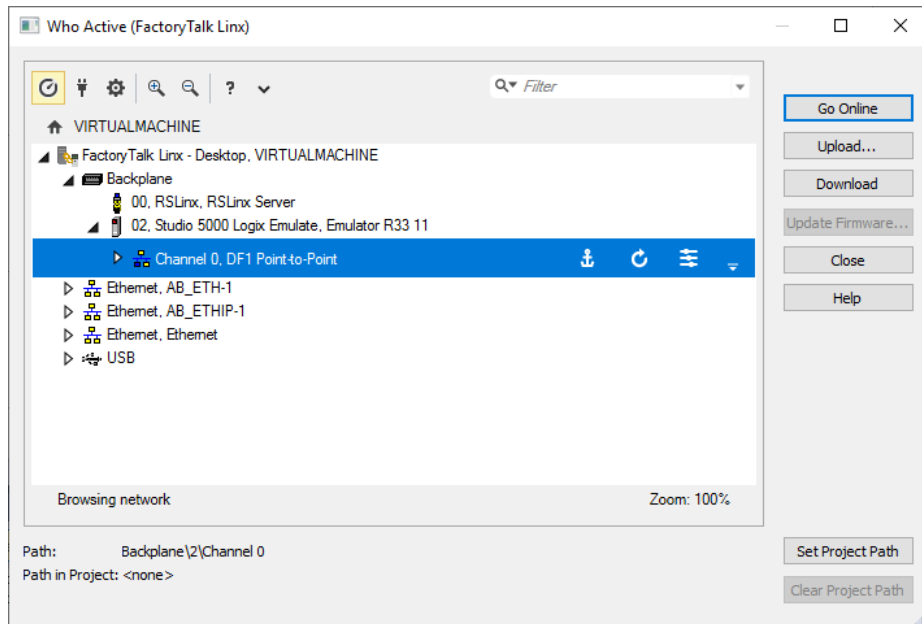 Who Active (FactoryTalk Linx)
? Filter
VIRTUALMACHINE
FactoryTalk Linx - Desktop, VIRTUALMACHINE
Backplane
00, RSLinx, RSLinx Server
02, Studio 5000 Logix Emulate, Emulator R33 11
Channel 0, DF1 Point-to-Point
Ethernet, AB_ETH-1
Ethernet, AB_ETHIP-1
Ethernet, Ethernet
USB
Browsing network Zoom: 100%
Go Online
Upload...
Download
Update Firmware...
Close
Help
Path: Backplane\2\Channel 0
Path in Project: <none>
Set Project Path
Clear Project Path